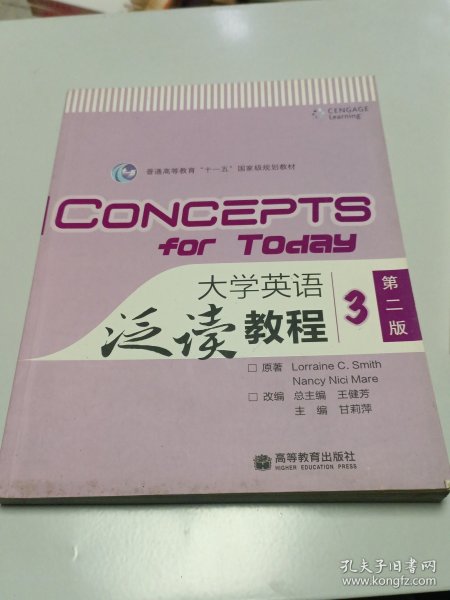 CENGAGE
Learning
普通高等教育“十一五”国家级规划教材
CONCEPTS
for Today
大学英语
泛读教程 3 第二版
□ 原著 Lorraine C. Smith
Nancy Nici Mare
□ 改编 总主编 王健芳
主编 甘莉萍
高等教育出版社
HIGHER EDUCATION PRESS
孔夫子旧书网
www.kongfz.com